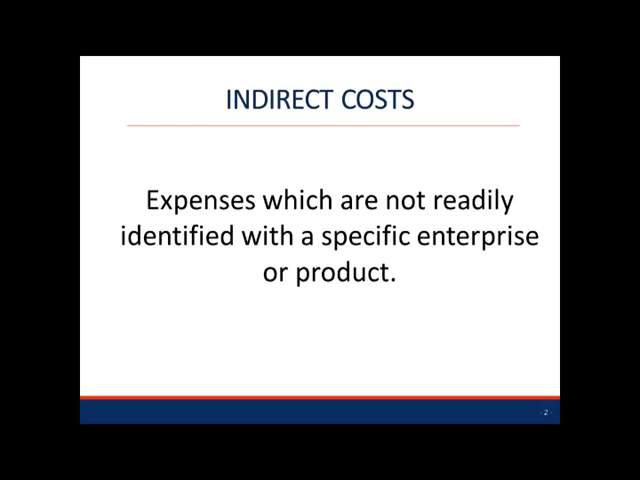 INDIRECT COSTS
Expenses which are not readily
identified with a specific enterprise
or product.
- 2 -